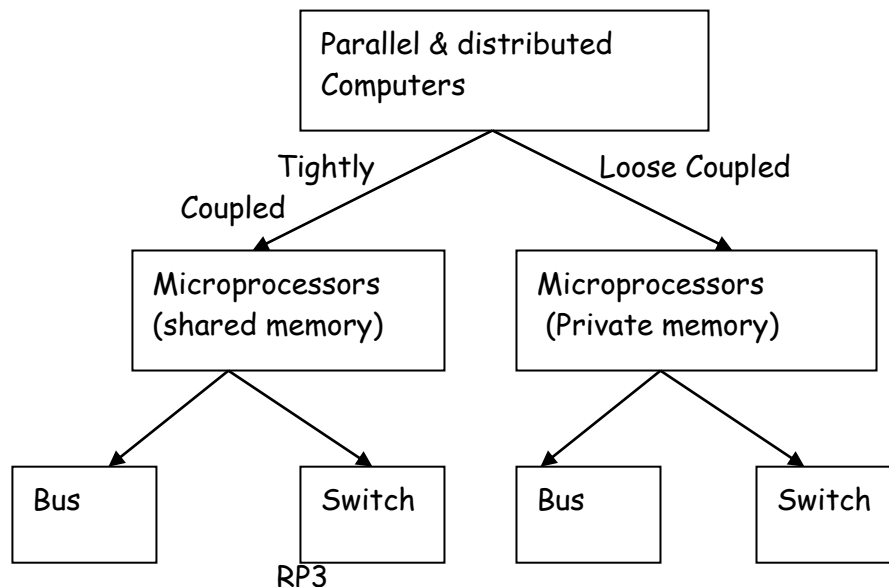 Parallel & distributed
Computers
Tightly
Coupled
Loose Coupled
Microprocessors
(shared memory)
Microprocessors
(Private memory)
Bus
Switch
Bus
Switch
RP3